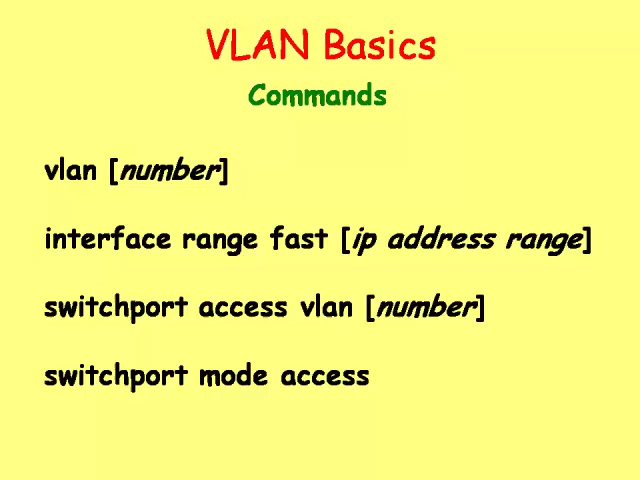 VLAN Basics
Commands
vlan [number]
interface range fast [ip address range]
switchport access vlan [number]
switchport mode access